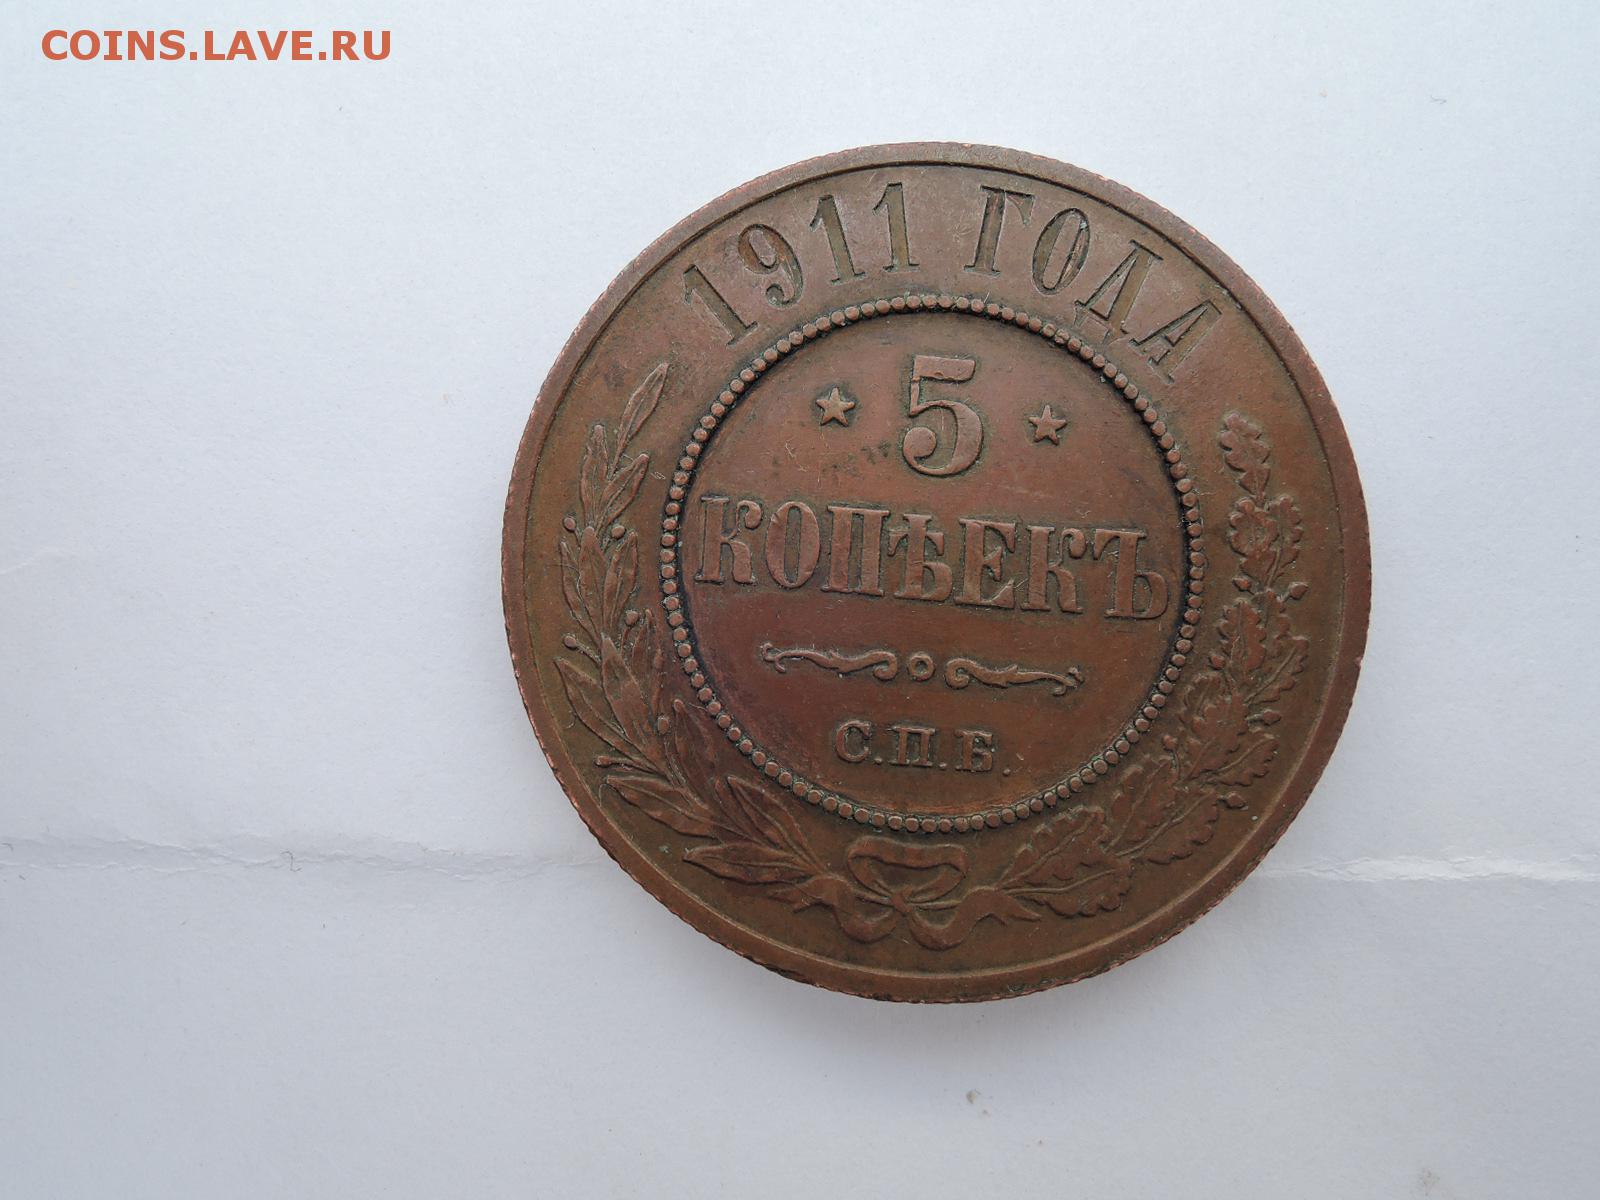 COINS.LAVE.RU
1911 ГОДА
5
КОПѢЕКЪ
С.П.Б.